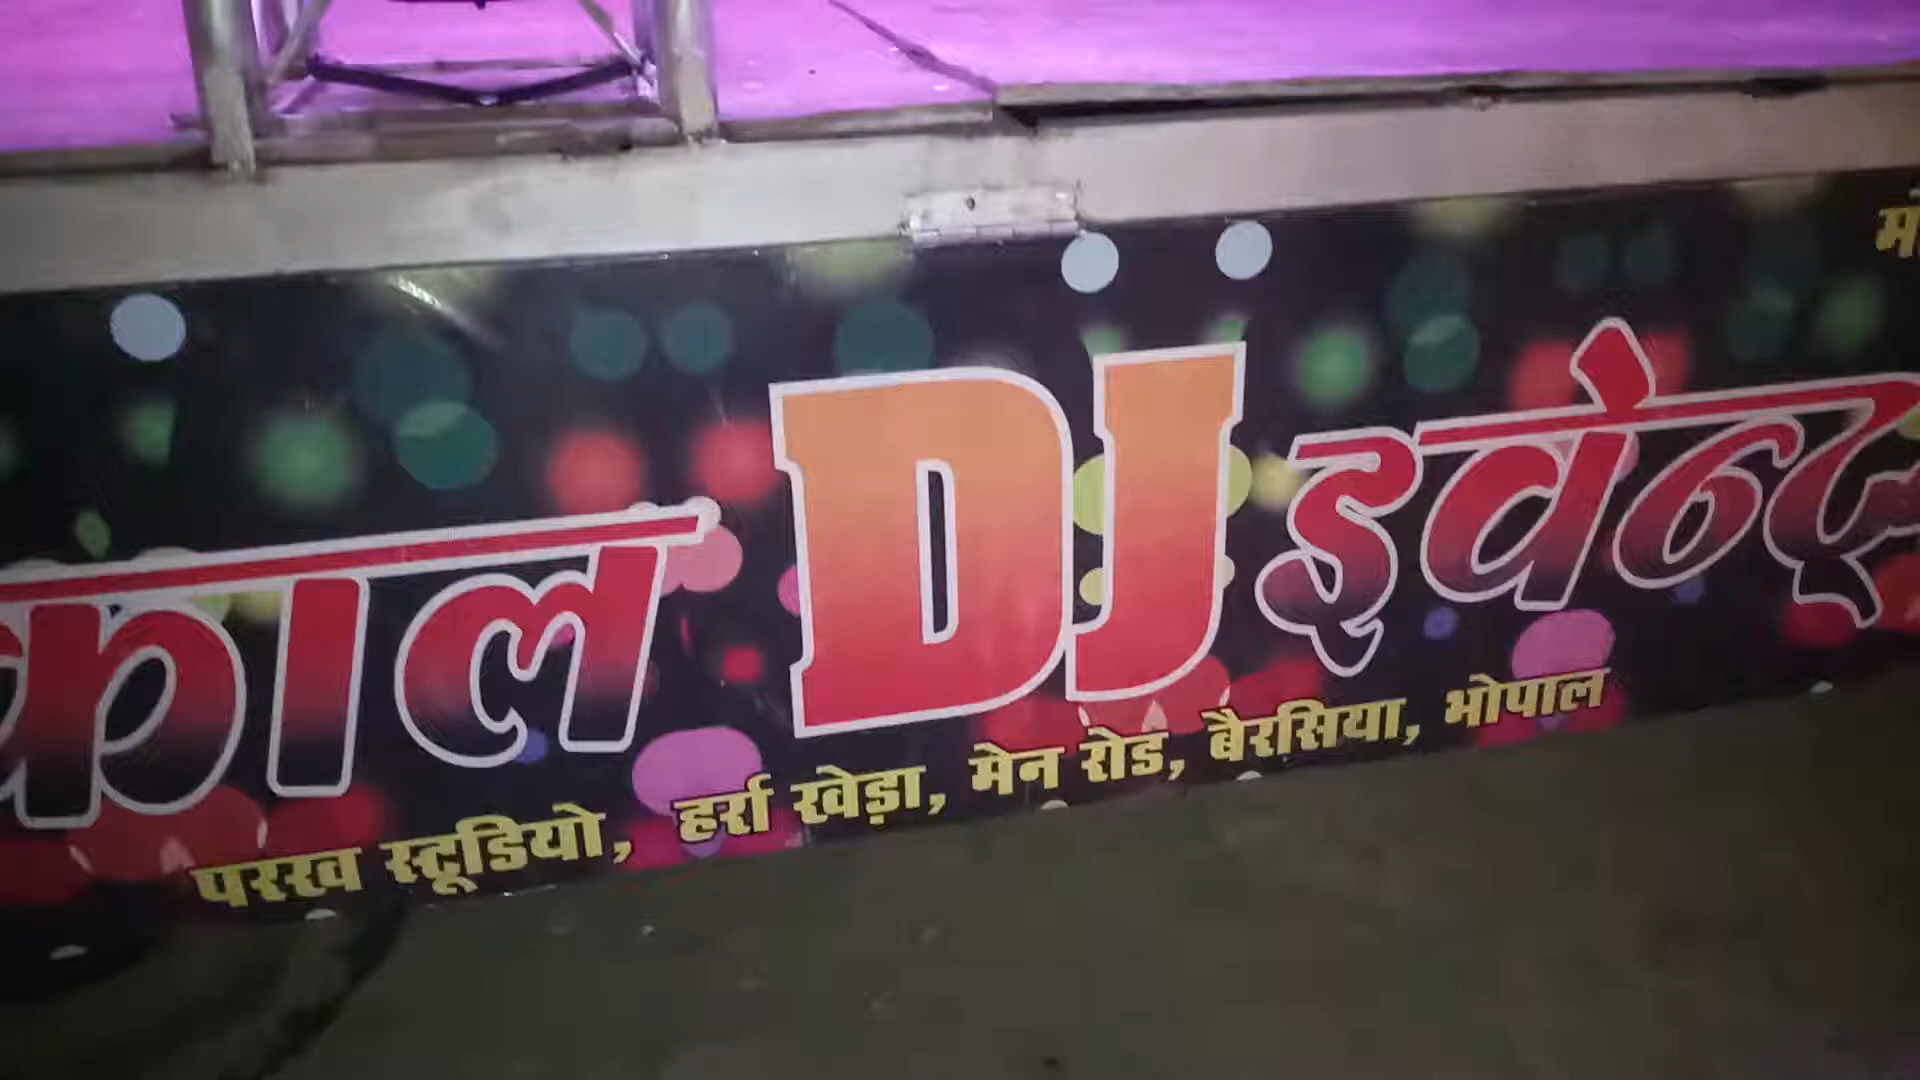 काल DJ इवेन्ट
परख स्टूडियो, हर्रा खेड़ा, मेन रोड, बैरसिया, भोपाल